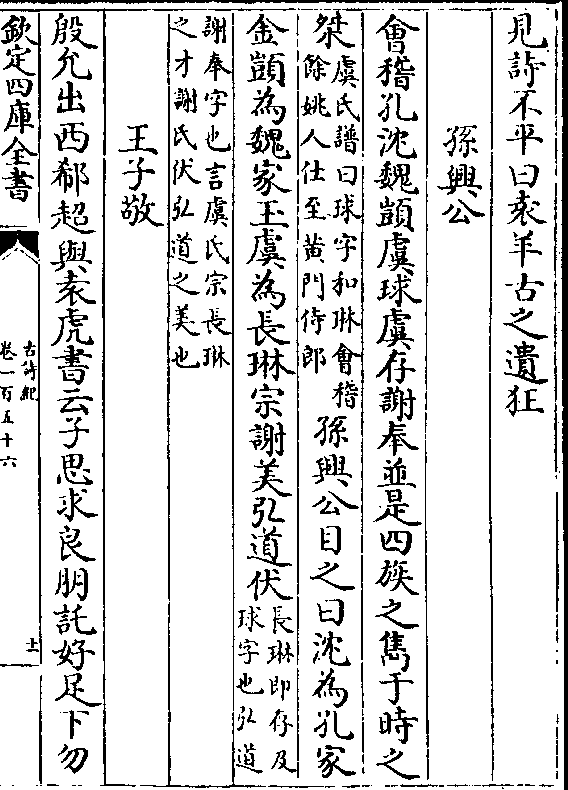 見詩不平曰袁羊古之遺狂
孫興公
會稽孔沈魏顗虞球虞存謝奉並是四族之雋于時之
桀
虞氏譜曰球字和琳會稽
餘姚人仕至黄門侍郎
孫興公目之曰沈為孔家
金顗為魏家玉虞為長琳宗謝羙弘道伏
長琳即存及
球字也弘道
謝奉字也言虞氏宗長琳
之才謝氏伏弘道之美也
王子敬
殷允出西郗超與袁虎書云子思求良朋託好足下勿
欽定四庫全書
古詩紀
卷一百五十六
十一